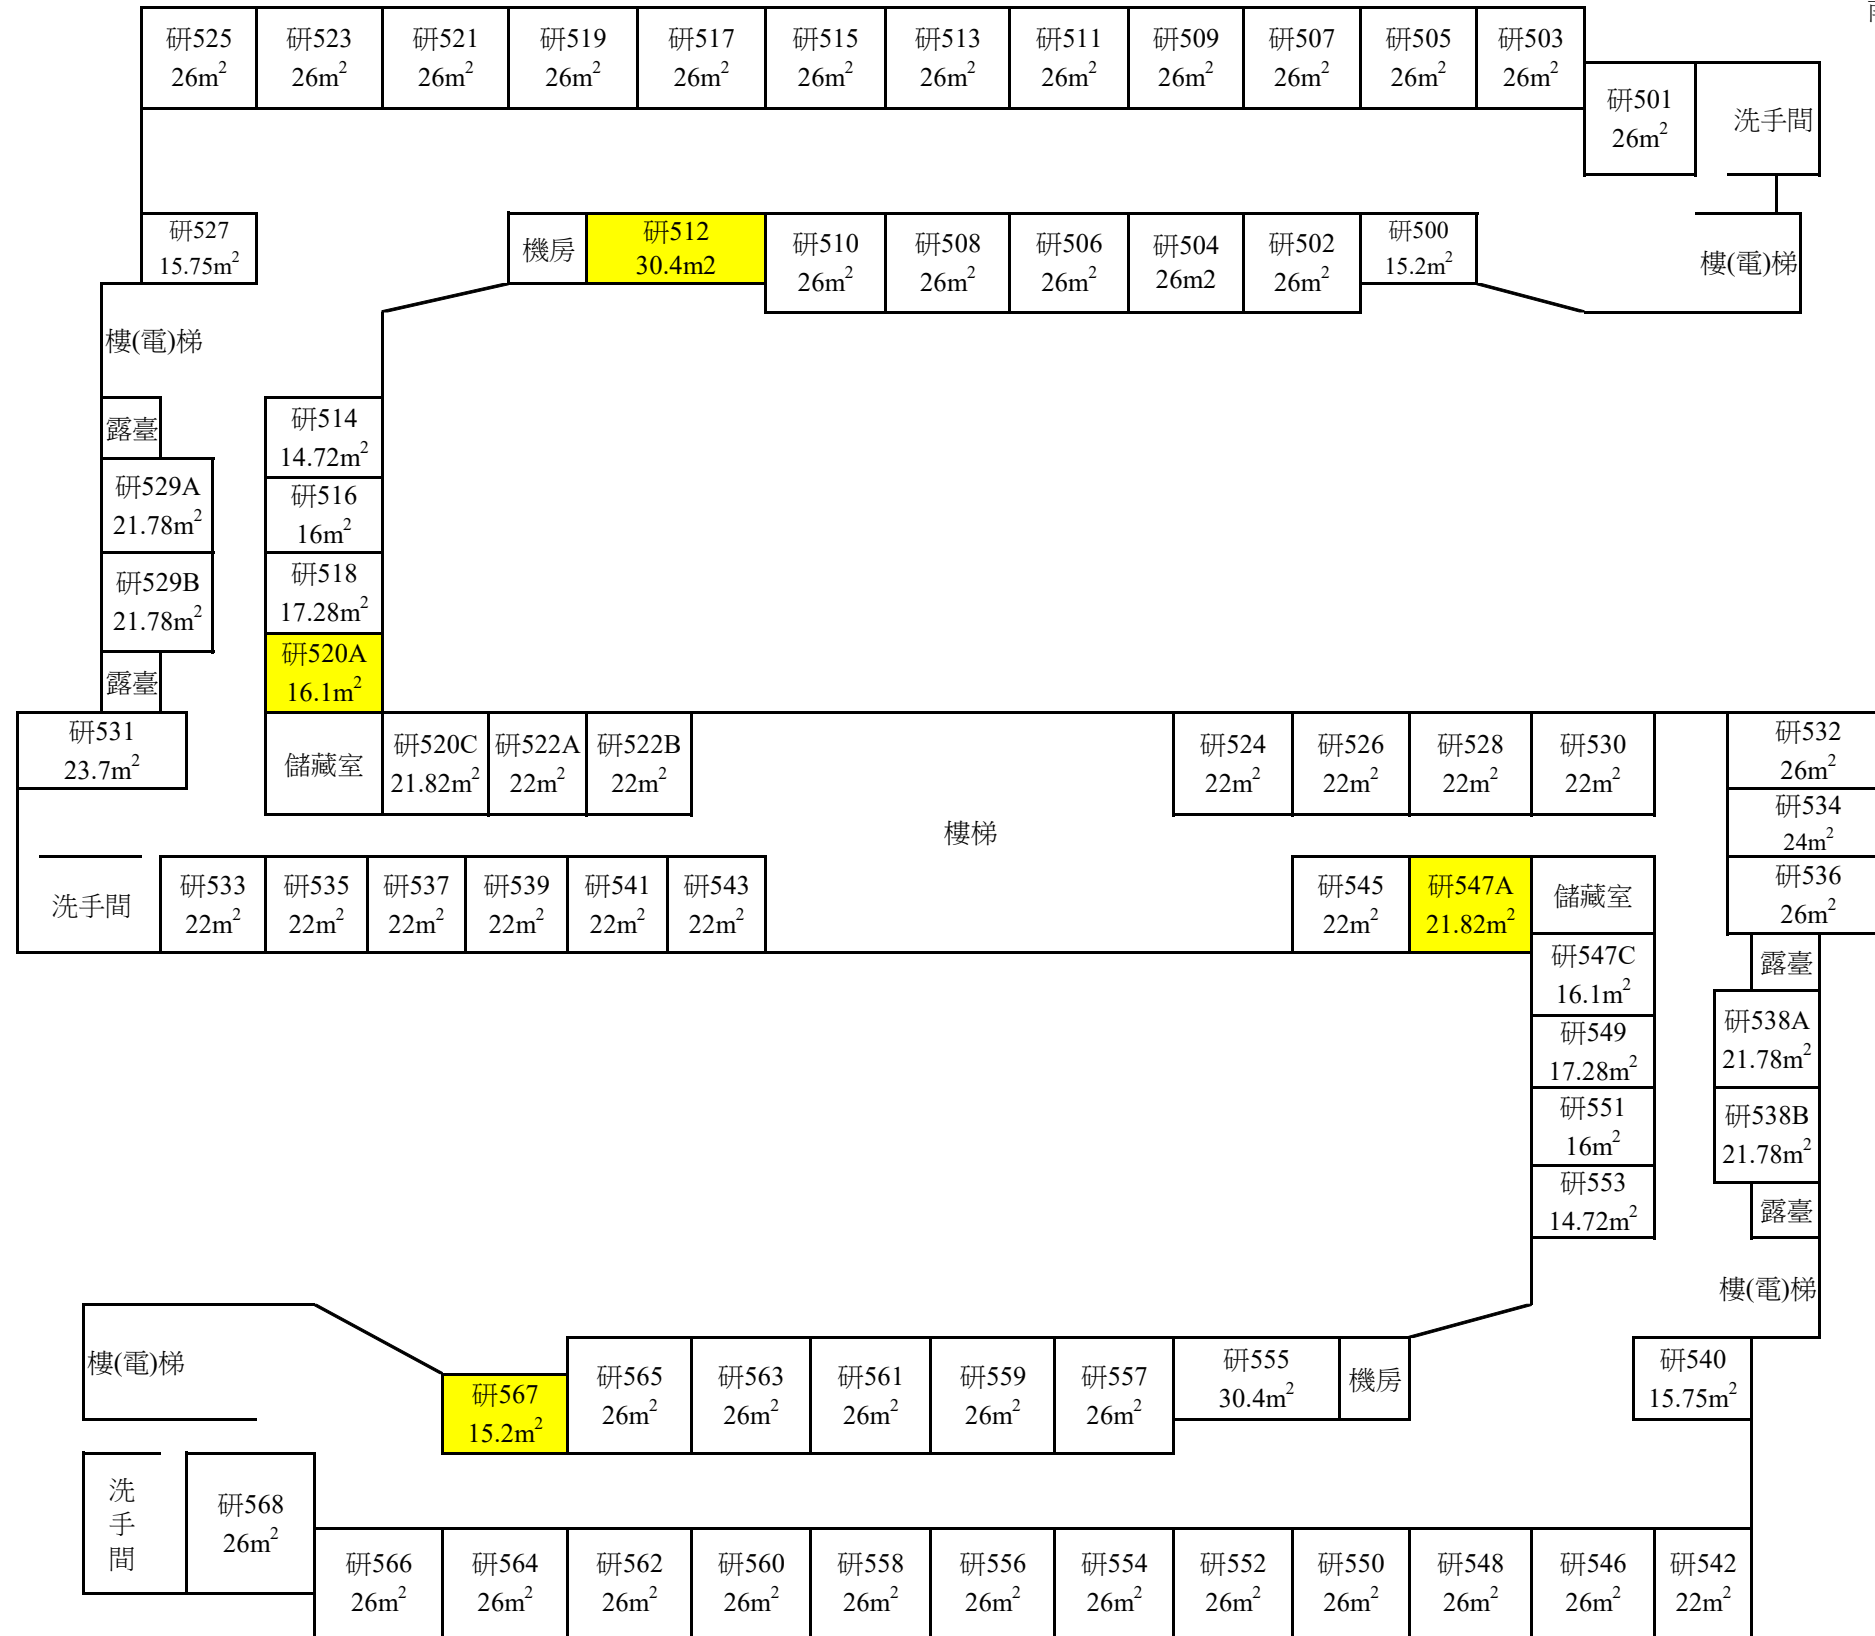 研525
26m²
研523
26m²
研521
26m²
研519
26m²
研517
26m²
研515
26m²
研513
26m²
研511
26m²
研509
26m²
研507
26m²
研505
26m²
研503
26m²
研501
26m²
洗手間
研527
15.75m²
機房
研512
30.4m2
研510
26m²
研508
26m²
研506
26m²
研504
26m2
研502
26m²
研500
15.2m²
樓(電)梯
樓(電)梯
露臺
研514
14.72m²
研529A
21.78m²
研516
16m²
研529B
21.78m²
研518
17.28m²
露臺
研520A
16.1m²
研531
23.7m²
儲藏室
研520C
21.82m²
研522A
22m²
研522B
22m²
研524
22m²
研526
22m²
研528
22m²
研530
22m²
研532
26m²
研534
24m²
樓梯
洗手間
研533
22m²
研535
22m²
研537
22m²
研539
22m²
研541
22m²
研543
22m²
研545
22m²
研547A
21.82m²
儲藏室
研536
26m²
研547C
16.1m²
露臺
研549
17.28m²
研538A
21.78m²
研551
16m²
研538B
21.78m²
研553
14.72m²
露臺
樓(電)梯
樓(電)梯
研567
15.2m²
研565
26m²
研563
26m²
研561
26m²
研559
26m²
研557
26m²
研555
30.4m²
機房
研540
15.75m²
洗
手
間
研568
26m²
研566
26m²
研564
26m²
研562
26m²
研560
26m²
研558
26m²
研556
26m²
研554
26m²
研552
26m²
研550
26m²
研548
26m²
研546
26m²
研542
22m²